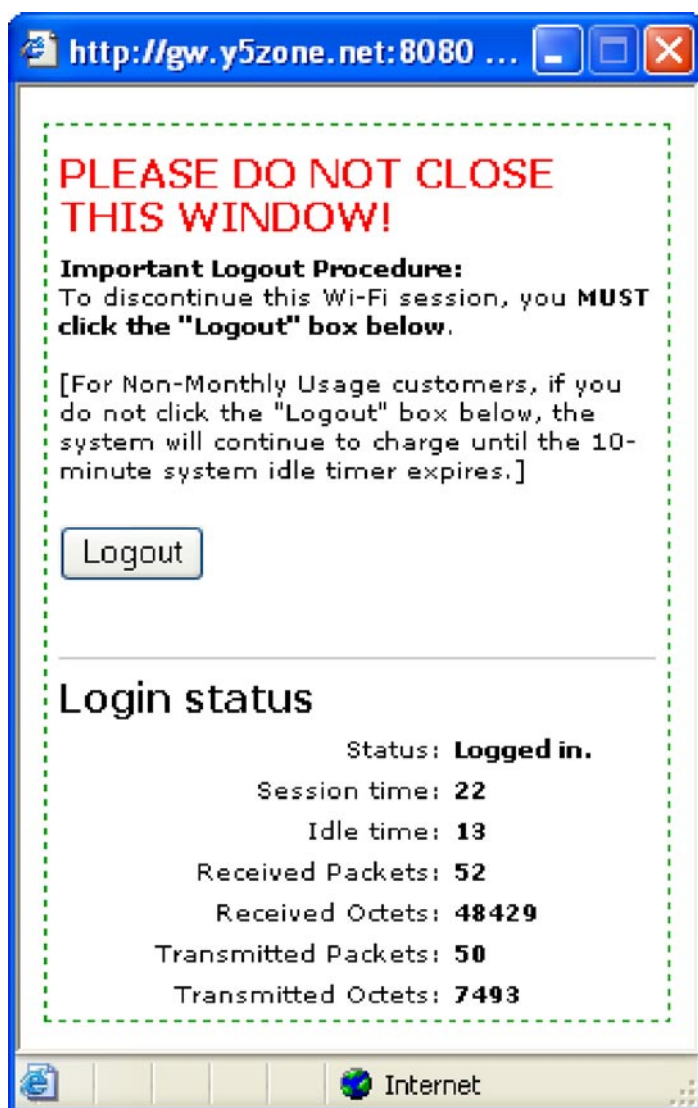 http://gw.y5zone.net:8080 ...
PLEASE DO NOT CLOSE
THIS WINDOW!
Important Logout Procedure:
To discontinue this Wi-Fi session, you MUST
click the "Logout" box below.
[For Non-Monthly Usage customers, if you
do not click the "Logout" box below, the
system will continue to charge until the 10-
minute system idle timer expires.]
Logout
Login status
Status: Logged in.
Session time: 22
Idle time: 13
Received Packets: 52
Received Octets: 48429
Transmitted Packets: 50
Transmitted Octets: 7493
Internet